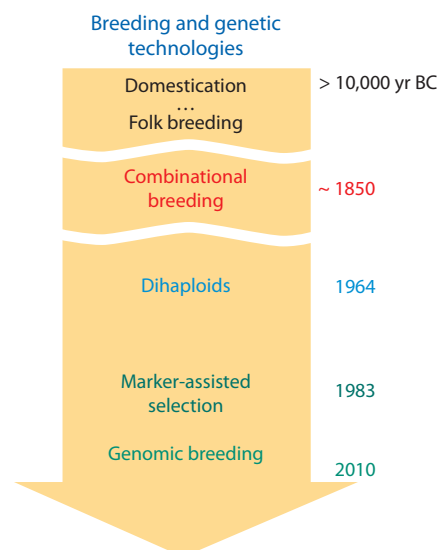 Breeding and genetic
technologies
Domestication
...
Folk breeding
> 10,000 yr BC
Combinational
breeding
~ 1850
Dihaploids
1964
Marker-assisted
selection
1983
Genomic breeding
2010